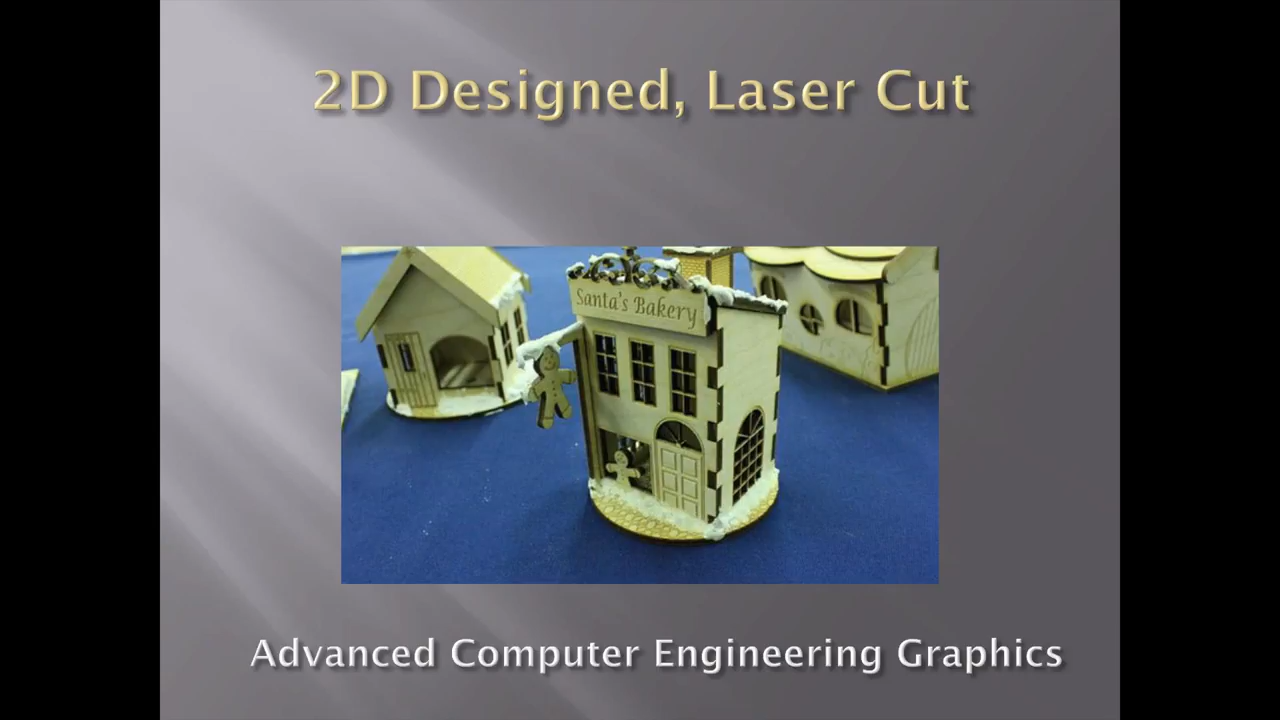 2D Designed, Laser Cut
Santa's Bakery
Advanced Computer Engineering Graphics